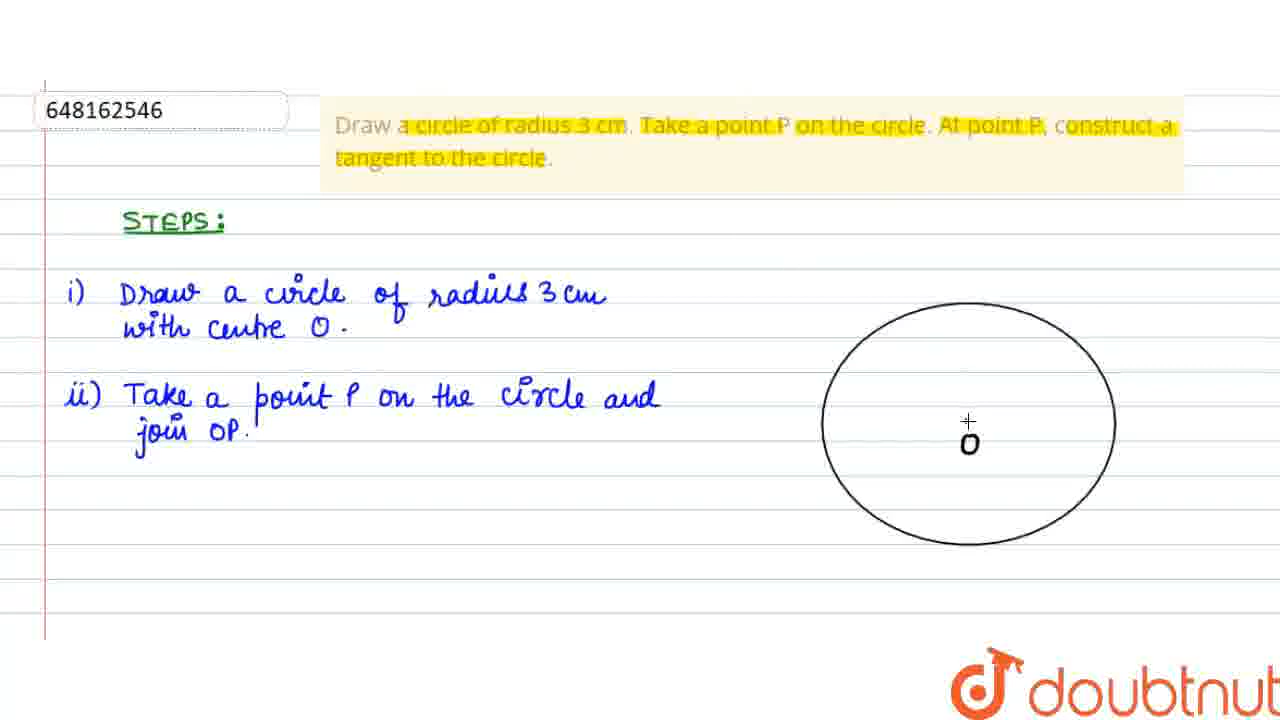 648162546
Draw a circle of radius 3 cm. Take a point P on the circle. At point P, construct a
tangent to the circle.
STEPS:
i) Draw a circle of radius 3 cm
with centre O.
ii) Take a point P on the circle and
join OP.
O
doubtnut